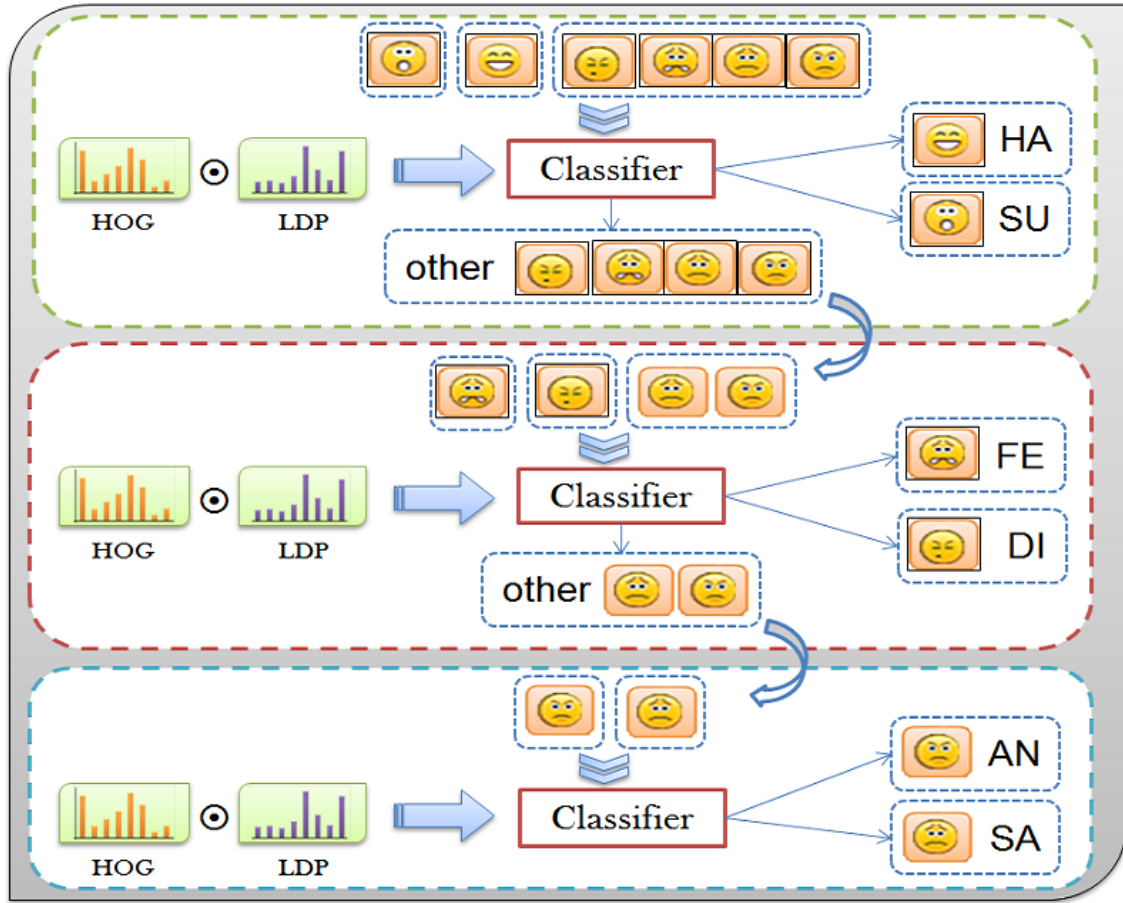 HA
Classifier
SU
HOG
LDP
other
FE
Classifier
DI
HOG
LDP
other
AN
Classifier
SA
HOG
LDP